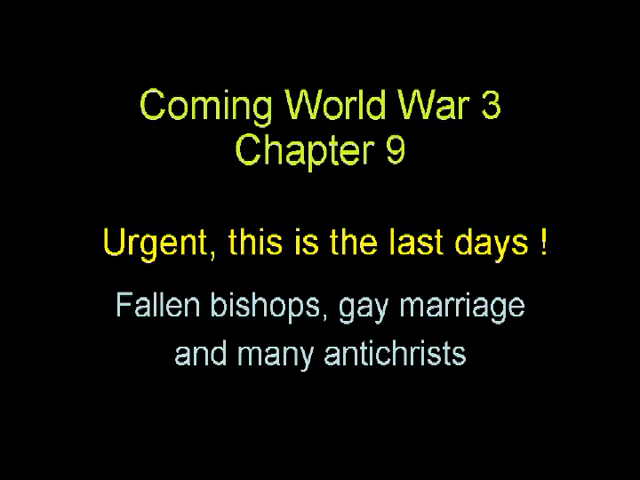 Coming World War 3
Chapter 9
Urgent, this is the last days !
Fallen bishops, gay marriage
and many antichrists